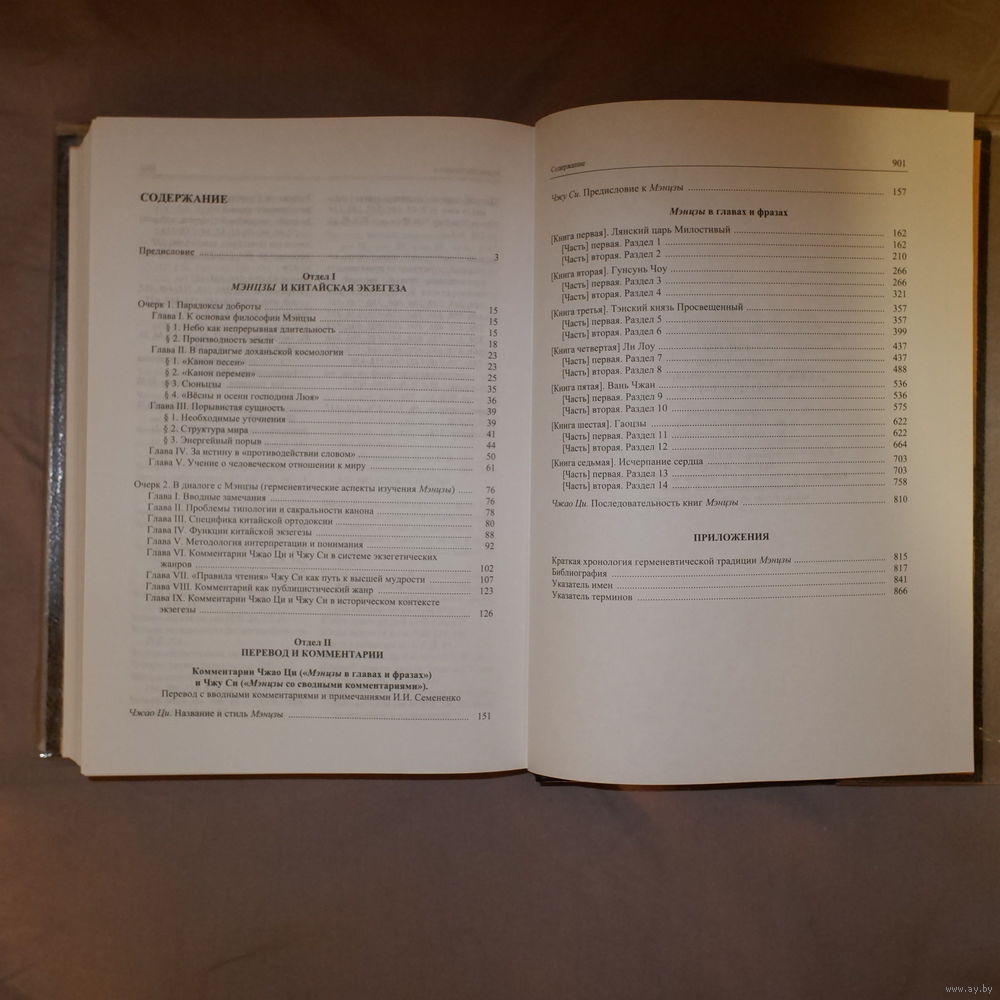 СОДЕРЖАНИЕ
Предисловие ... 3
Отдел I
МЭНЦЗЫ И КИТАЙСКАЯ ЭКЗЕГЕЗА
Очерк 1. Парадоксы доброты ... 15
Глава I. К основам философии Мэнцзы ... 15
§ 1. Небо как непрерывная длительность ... 15
§ 2. Производность земли ... 18
Глава II. В парадигме доханьской космологии ... 23
§ 1. «Канон песен» ... 23
§ 2. «Канон перемен» ... 25
§ 3. Сюньцзы ... 35
§ 4. «Вёсны и осени господина Люя» ... 36
Глава III. Порывистая сущность ... 39
§ 1. Необходимые уточнения ... 39
§ 2. Структура мира ... 41
§ 3. Энергейный порыв ... 44
Глава IV. За истину в «противодействии словом» ... 50
Глава V. Учение о человеческом отношении к миру ... 61
Очерк 2. В диалоге с Мэнцзы (герменевтические аспекты изучения Мэнцзы) ... 76
Глава I. Вводные замечания ... 76
Глава II. Проблемы типологии и сакральности канона ... 78
Глава III. Специфика китайской ортодоксии ... 80
Глава IV. Функции китайской экзегезы ... 88
Глава V. Методология интерпретации и понимания ... 92
Глава VI. Комментарии Чжао Ци и Чжу Си в системе экзегетических
жанров ... 102
Глава VII. «Правила чтения» Чжу Си как путь к высшей мудрости ... 107
Глава VIII. Комментарий как публицистический жанр ... 123
Глава IX. Комментарии Чжао Ци и Чжу Си в историческом контексте
экзегезы ... 126
Отдел II
ПЕРЕВОД И КОММЕНТАРИИ
Комментарии Чжао Ци («Мэнцзы в главах и фразах»)
и Чжу Си («Мэнцзы со сводными комментариями»).
Перевод с вводными комментариями и примечаниями И.И. Семененко
Чжао Ци. Название и стиль Мэнцзы ... 151
Содержание 901
Чжу Си. Предисловие к Мэнцзы ... 157
Мэнцзы в главах и фразах
[Книга первая]. Лянский царь Милостивый ... 162
[Часть] первая. Раздел 1 ... 162
[Часть] вторая. Раздел 2 ... 210
[Книга вторая]. Гунсунь Чоу ... 266
[Часть] первая. Раздел 3 ... 266
[Часть] вторая. Раздел 4 ... 321
[Книга третья]. Тэнский князь Просвещенный ... 357
[Часть] первая. Раздел 5 ... 357
[Часть] вторая. Раздел 6 ... 399
[Книга четвертая] Ли Лоу ... 437
[Часть] первая. Раздел 7 ... 437
[Часть] вторая. Раздел 8 ... 488
[Книга пятая]. Вань Чжан ... 536
[Часть] первая. Раздел 9 ... 536
[Часть] вторая. Раздел 10 ... 575
[Книга шестая]. Гаоцзы ... 622
[Часть] первая. Раздел 11 ... 622
[Часть] вторая. Раздел 12 ... 664
[Книга седьмая]. Исчерпание сердца ... 703
[Часть] первая. Раздел 13 ... 703
[Часть] вторая. Раздел 14 ... 758
Чжао Ци. Последовательность книг Мэнцзы ... 810
ПРИЛОЖЕНИЯ
Краткая хронология герменевтической традиции Мэнцзы ... 815
Библиография ... 817
Указатель имен ... 841
Указатель терминов ... 866
www.ay.by